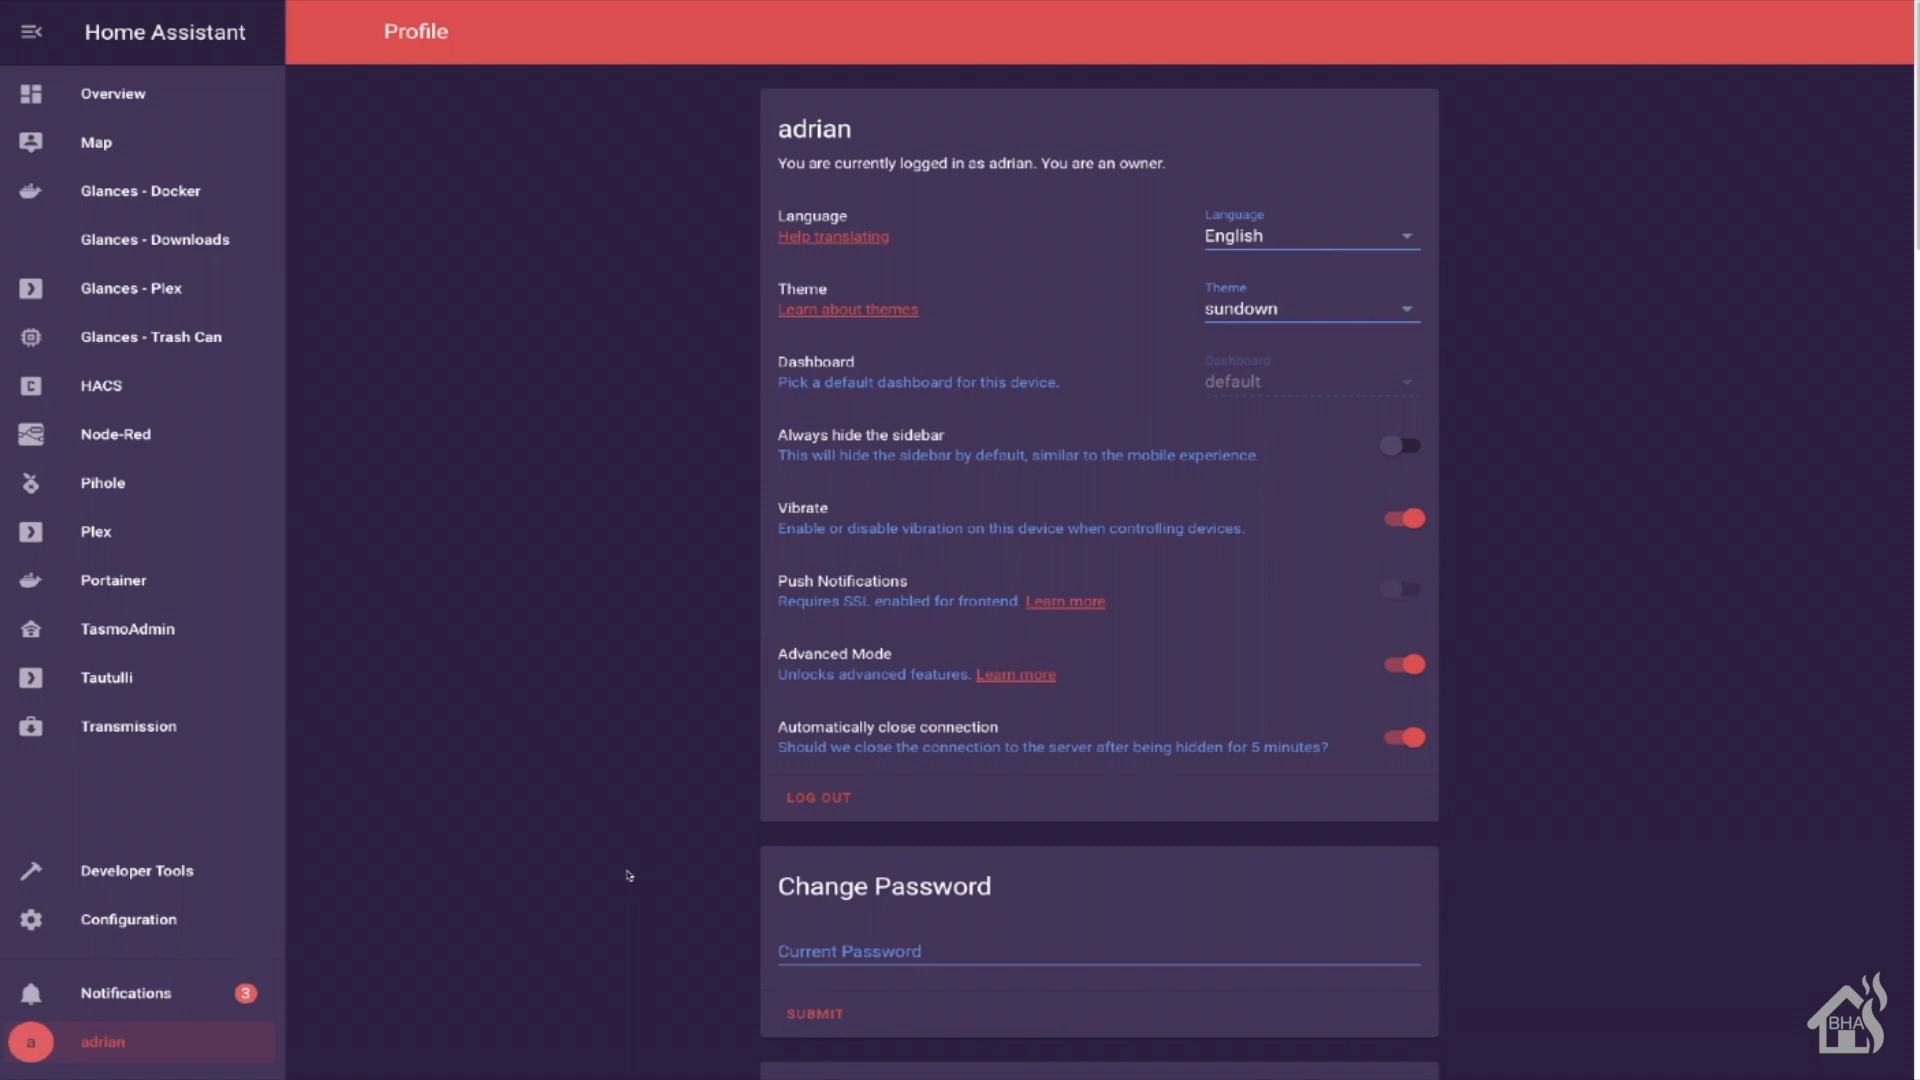 Home Assistant
Profile
Overview
Map
Glances - Docker
Glances - Downloads
Glances - Plex
Glances - Trash Can
C
HACS
Node-Red
Pihole
Plex
Portainer
TasmoAdmin
Tautulli
Transmission
Developer Tools
Configuration
Notifications
3
a
adrian
adrian
You are currently logged in as adrian. You are an owner.
Language
Help translating
Language
English
Theme
Learn about themes
Theme
sundown
Dashboard
Pick a default dashboard for this device.
Dashboard
default
Always hide the sidebar
This will hide the sidebar by default, similar to the mobile experience.
Vibrate
Enable or disable vibration on this device when controlling devices.
Push Notifications
Requires SSL enabled for frontend. Learn more
Advanced Mode
Unlocks advanced features. Learn more
Automatically close connection
Should we close the connection to the server after being hidden for 5 minutes?
LOG OUT
Change Password
Current Password
SUBMIT
BHA